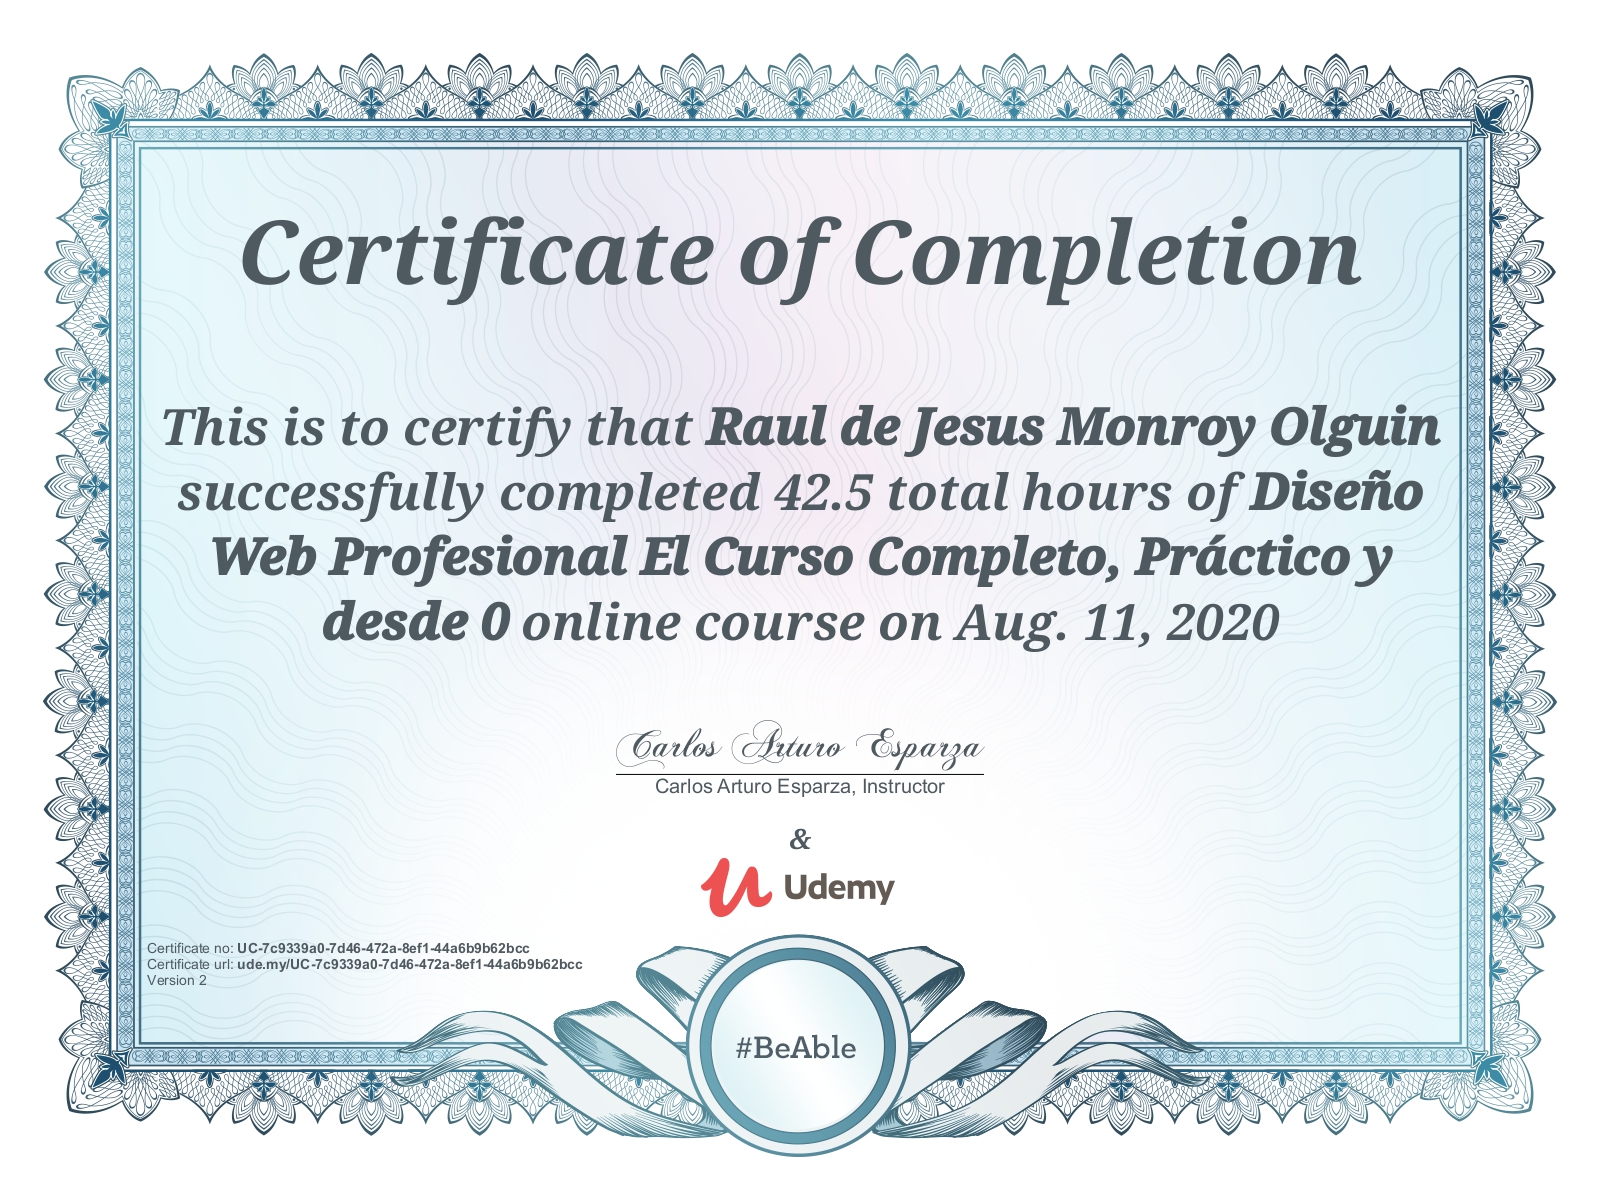 Certificate of Completion
This is to certify that Raul de Jesus Monroy Olguin
successfully completed 42.5 total hours of Diseño
Web Profesional El Curso Completo, Práctico y
desde 0 online course on Aug. 11, 2020
Carlos Arturo Esparza
Carlos Arturo Esparza, Instructor
&
Udemy
Certificate no: UC-7c9339a0-7d46-472a-8ef1-44a6b9b62bcc
Certificate url: ude.my/UC-7c9339a0-7d46-472a-8ef1-44a6b9b62bcc
Version 2
#BeAble